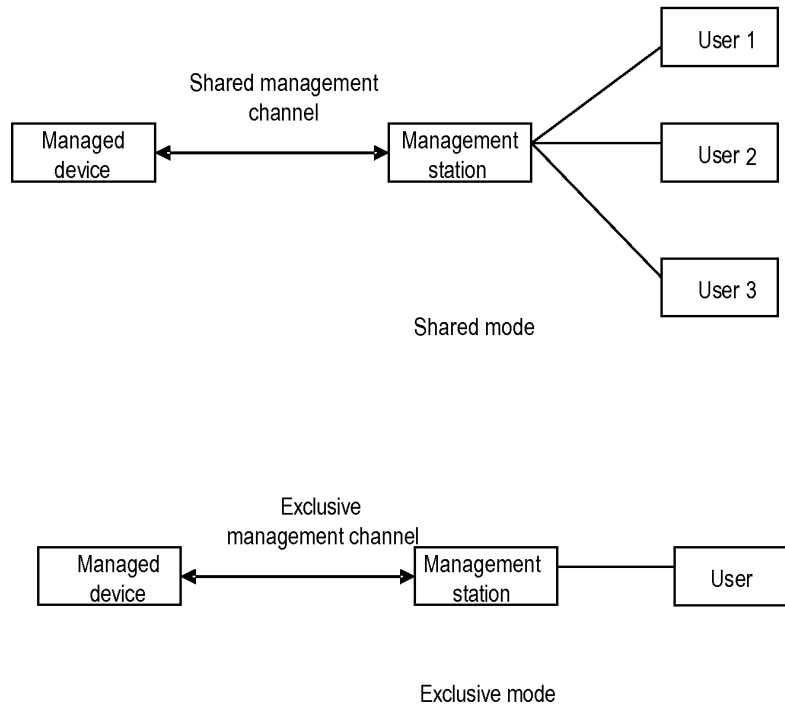 User 1
Shared management
channel
Managed
device
Management
station
User 2
User 3
Shared mode
Exclusive
management channel
Managed
device
Management
station
User
Exclusive mode